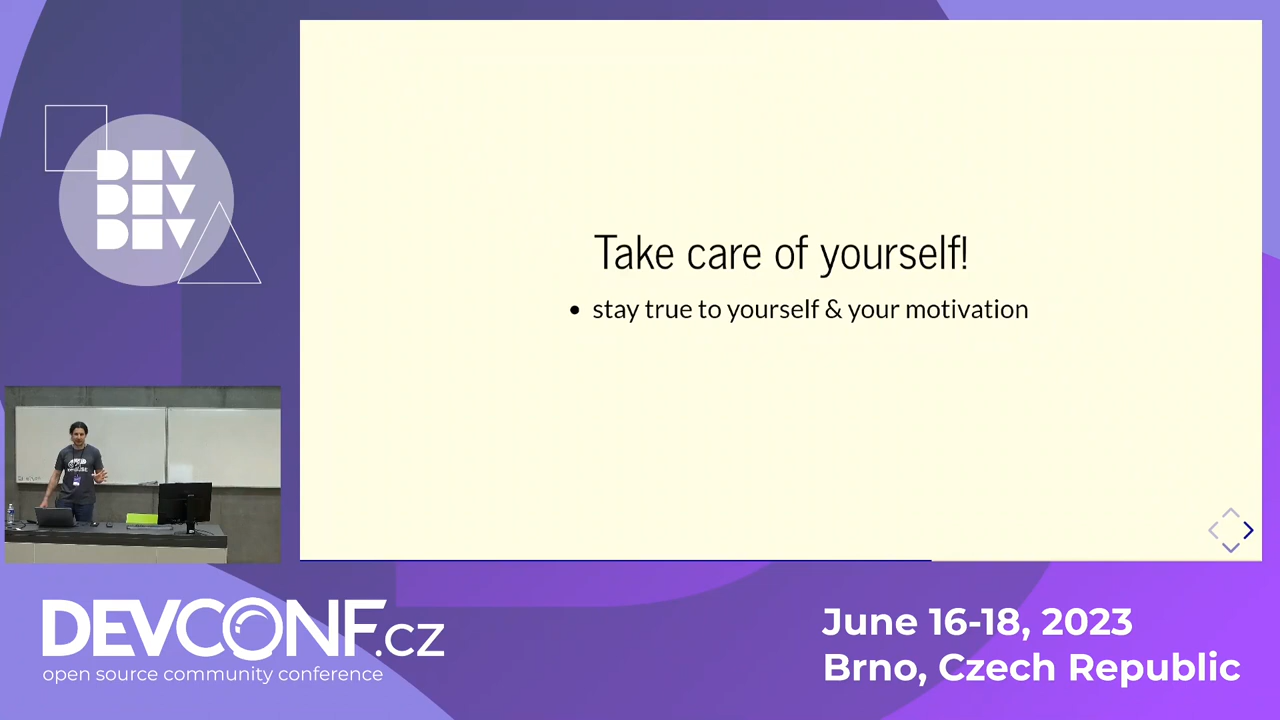 DEV
DEV
DEV
Take care of yourself!
• stay true to yourself & your motivation
DEVCONF.cz
open source community conference
June 16-18, 2023
Brno, Czech Republic